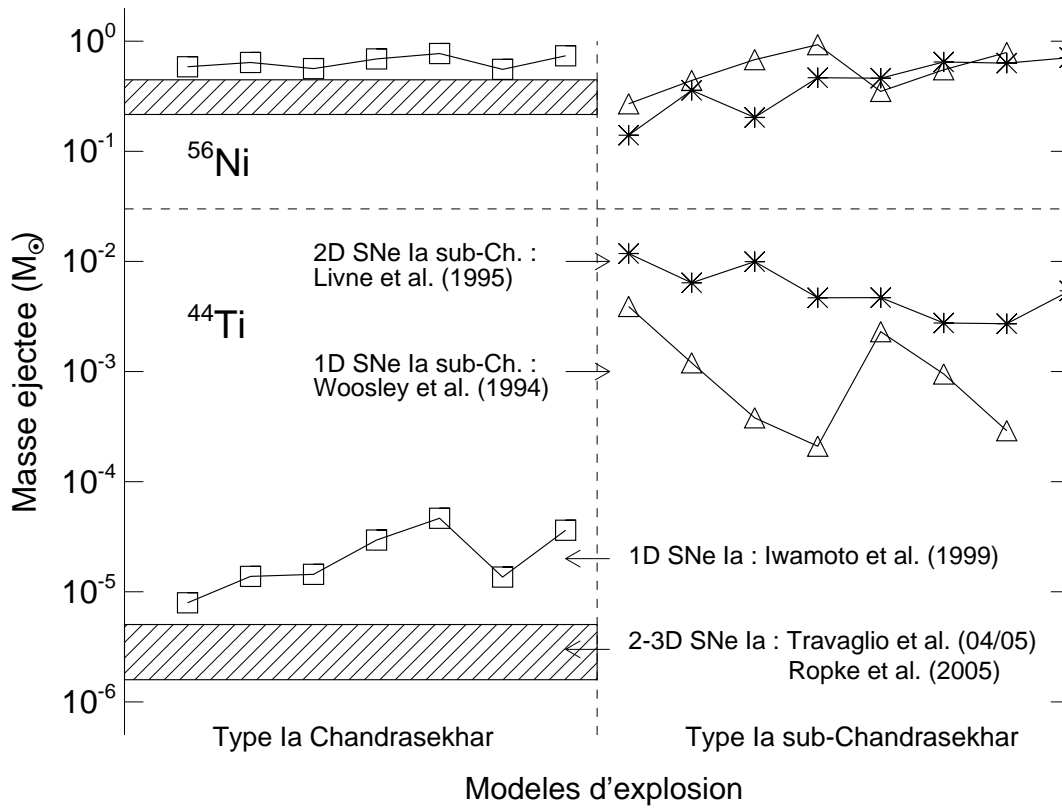 10⁰
10⁻¹
10⁻²
10⁻³
10⁻⁴
10⁻⁵
10⁻⁶
Masse ejectee (M☉)
⁵⁶Ni
⁴⁴Ti
2D SNe Ia sub-Ch. :
Livne et al. (1995)
1D SNe Ia sub-Ch. :
Woosley et al. (1994)
1D SNe Ia : Iwamoto et al. (1999)
2-3D SNe Ia : Travaglio et al. (04/05)
Ropke et al. (2005)
Type Ia Chandrasekhar
Type Ia sub-Chandrasekhar
Modeles d'explosion